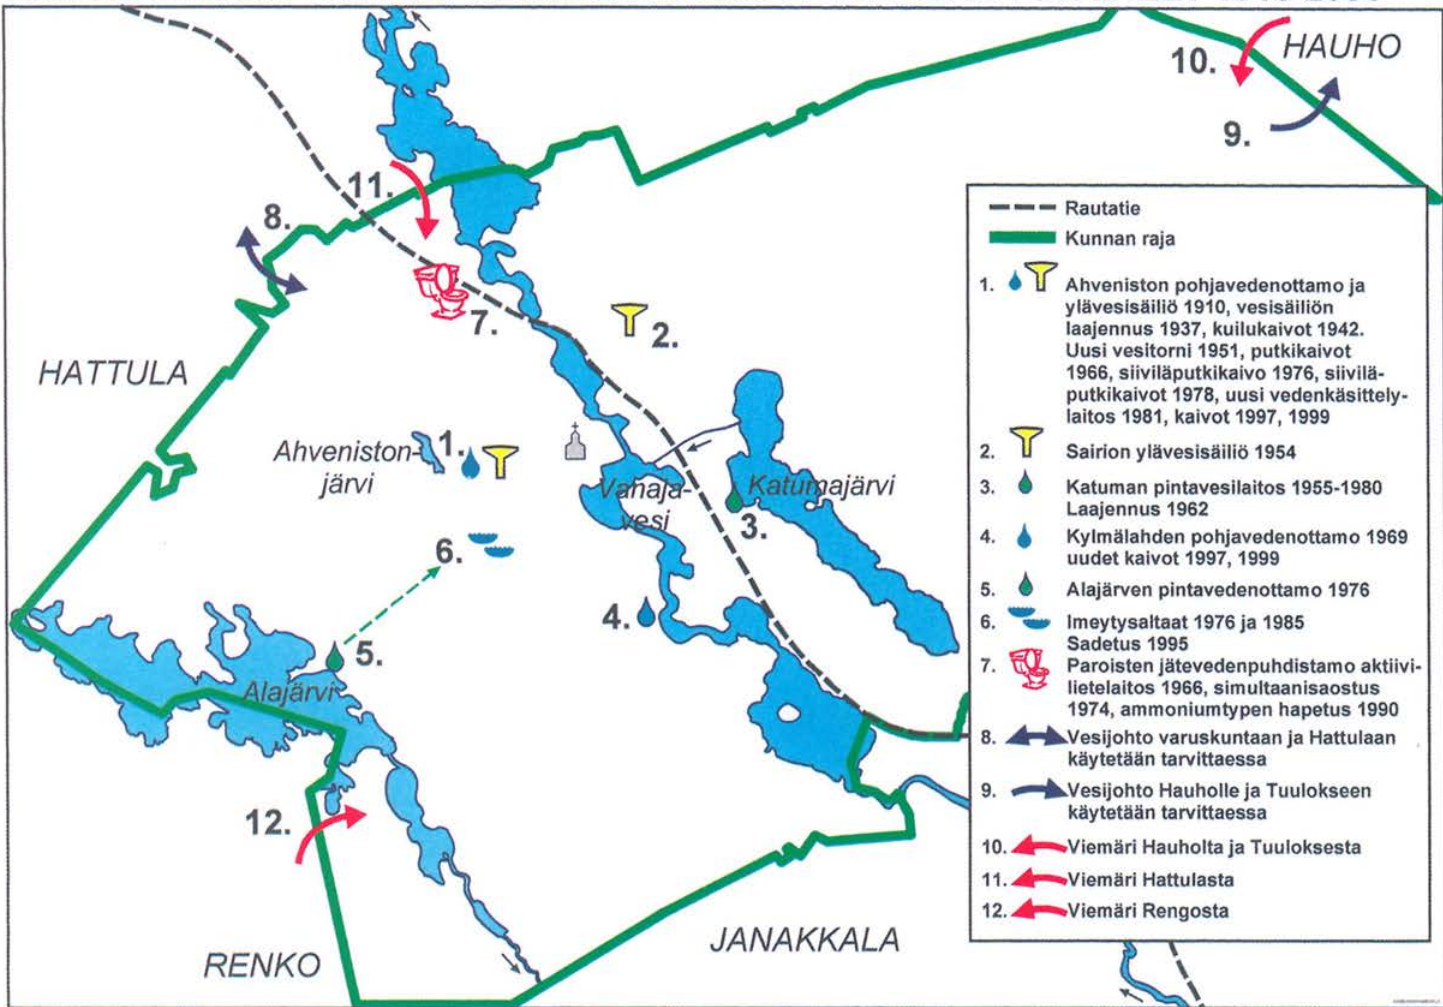 HAUHO
10.
9.
11.
8.
7.
2.
HATTULA
Ahveniston-
järvi
1.
Vanaja-
vesi
Katumajärvi
3.
6.
4.
5.
Alajärvi
12.
RENKO
JANAKKALA
Rautatie
Kunnan raja
1. Ahveniston pohjavedenottamo ja
ylävesisäiliö 1910, vesisäiliön
laajennus 1937, kuilukaivot 1942.
Uusi vesitorni 1951, putkikaivot
1966, siiviläputkikaivo 1976, siivilä-
putkikaivot 1978, uusi vedenkäsittely-
laitos 1981, kaivot 1997, 1999
2. Sairion ylävesisäiliö 1954
3. Katuman pintavesilaitos 1955-1980
Laajennus 1962
4. Kylmälahden pohjavedenottamo 1969
uudet kaivot 1997, 1999
5. Alajärven pintavedenottamo 1976
6. Imeytysaltaat 1976 ja 1985
Sadetus 1995
7. Paroisten jätevedenpuhdistamo aktiivi-
lietelaitos 1966, simultaanisaostus
1974, ammoniumtypen hapetus 1990
8. Vesijohto varuskuntaan ja Hattulaan
käytetään tarvittaessa
9. Vesijohto Hauholle ja Tuulokseen
käytetään tarvittaessa
10. Viemäri Hauholta ja Tuuloksesta
11. Viemäri Hattulasta
12. Viemäri Rengosta